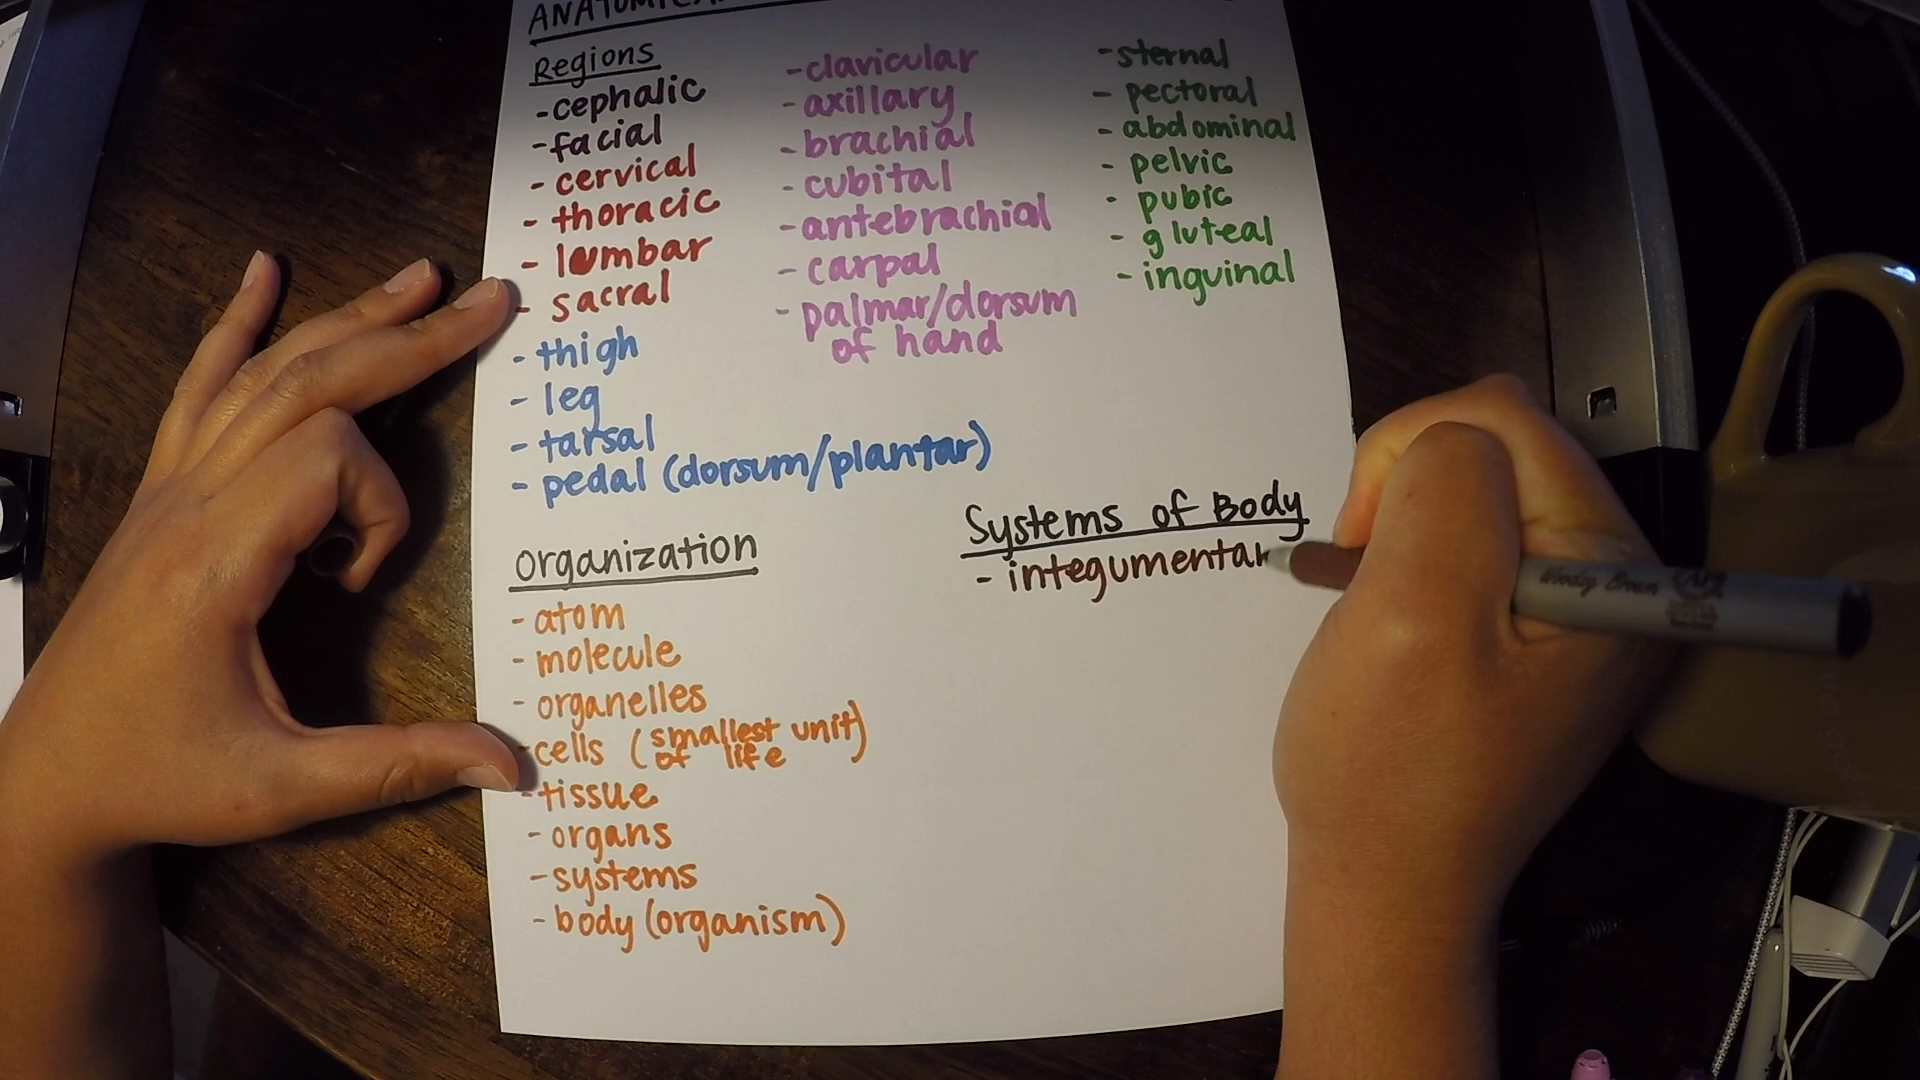 Regions
-cephalic
-facial
-cervical
-thoracic
-lumbar
-sacral
-thigh
-leg
-tarsal
-pedal (dorsum/plantar)
-clavicular
-axillary
-brachial
-cubital
-antebrachial
-carpal
-palmar/dorsum
of hand
-sternal
-pectoral
-abdominal
-pelvic
-pubic
-gluteal
-inguinal
organization
-atom
-molecule
-organelles
-cells (smallest unit)
of life
-tissue
-organs
-systems
-body (organism)
Systems of Body
-integumentar